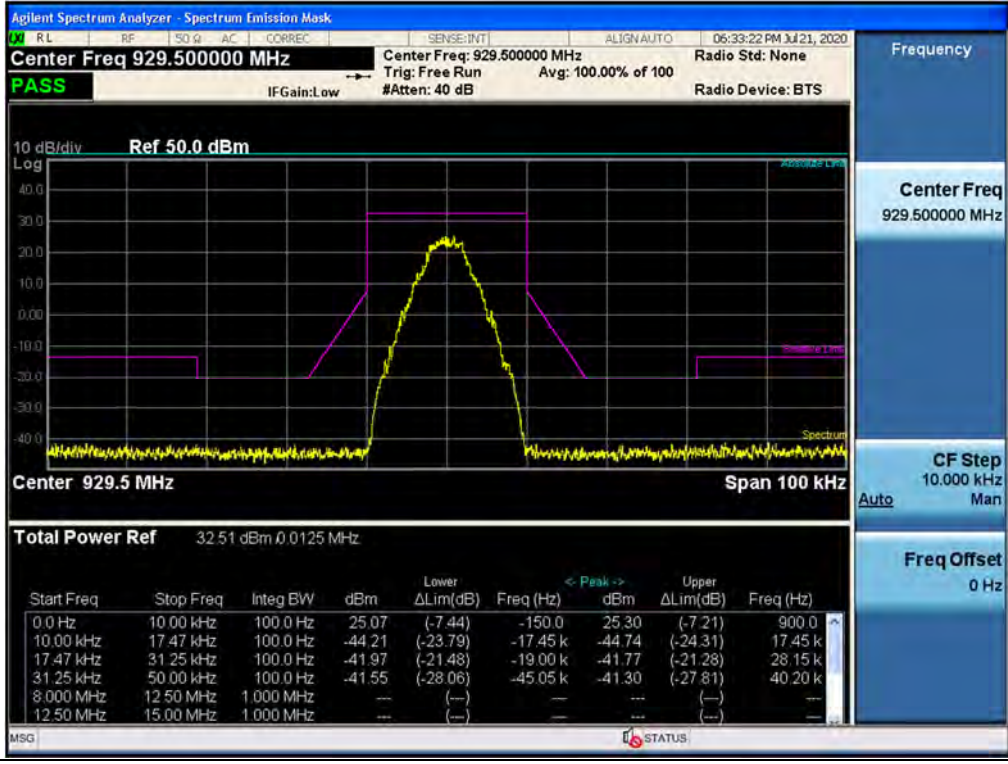 Agilent Spectrum Analyzer - Spectrum Emission Mask
LXI RL RF 50 Ω AC CORREC SENSE:INT ALIGN AUTO 06:33:22 PM Jul 21, 2020
Center Freq 929.500000 MHz
Center Freq: 929.500000 MHz
Radio Std: None
Trig: Free Run Avg: 100.00% of 100
PASS
IFGain:Low
#Atten: 40 dB
Radio Device: BTS
Frequency
10 dB/div Ref 50.0 dBm
Log
Absolute Limit
40.0
30.0
20.0
10.0
0.00
-10.0
-20.0
-30.0
-40.0
Spectrum
Center 929.5 MHz Span 100 kHz
Center Freq
929.500000 MHz
CF Step
10.000 kHz
Auto Man
Freq Offset
0 Hz
Total Power Ref 32.51 dBm /0.0125 MHz
Lower <- Peak -> Upper
Start Freq Stop Freq Integ BW dBm ΔLim(dB) Freq (Hz) dBm ΔLim(dB) Freq (Hz)
0.0 Hz 10.00 kHz 100.0 Hz 25.07 (-7.44) -150.0 25.30 (-7.21) 900.0
10.00 kHz 17.47 kHz 100.0 Hz -44.21 (-23.79) -17.45 k -44.74 (-24.31) 17.45 k
17.47 kHz 31.25 kHz 100.0 Hz -41.97 (-21.48) -19.00 k -41.77 (-21.28) 28.15 k
31.25 kHz 50.00 kHz 100.0 Hz -41.55 (-28.06) -45.05 k -41.30 (-27.81) 40.20 k
8.000 MHz 12.50 MHz 1.000 MHz --- (---) --- --- (---) ---
12.50 MHz 15.00 MHz 1.000 MHz --- (---) --- --- (---) ---
MSG STATUS